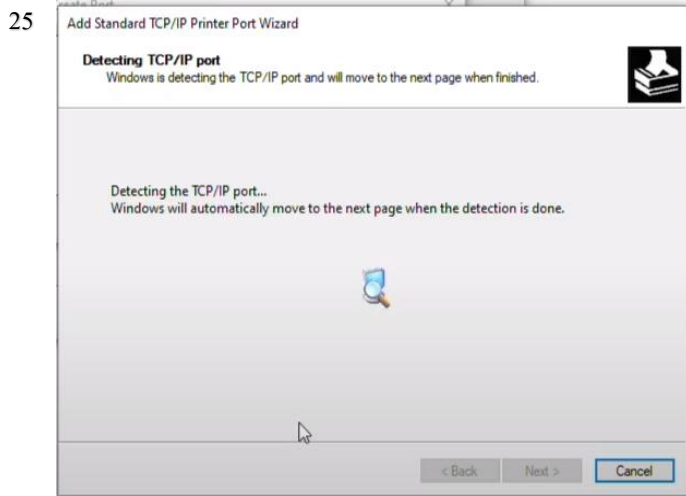 25
Add Standard TCP/IP Printer Port Wizard
Detecting TCP/IP port
Windows is detecting the TCP/IP port and will move to the next page when finished.
Detecting the TCP/IP port...
Windows will automatically move to the next page when the detection is done.
< Back Next > Cancel